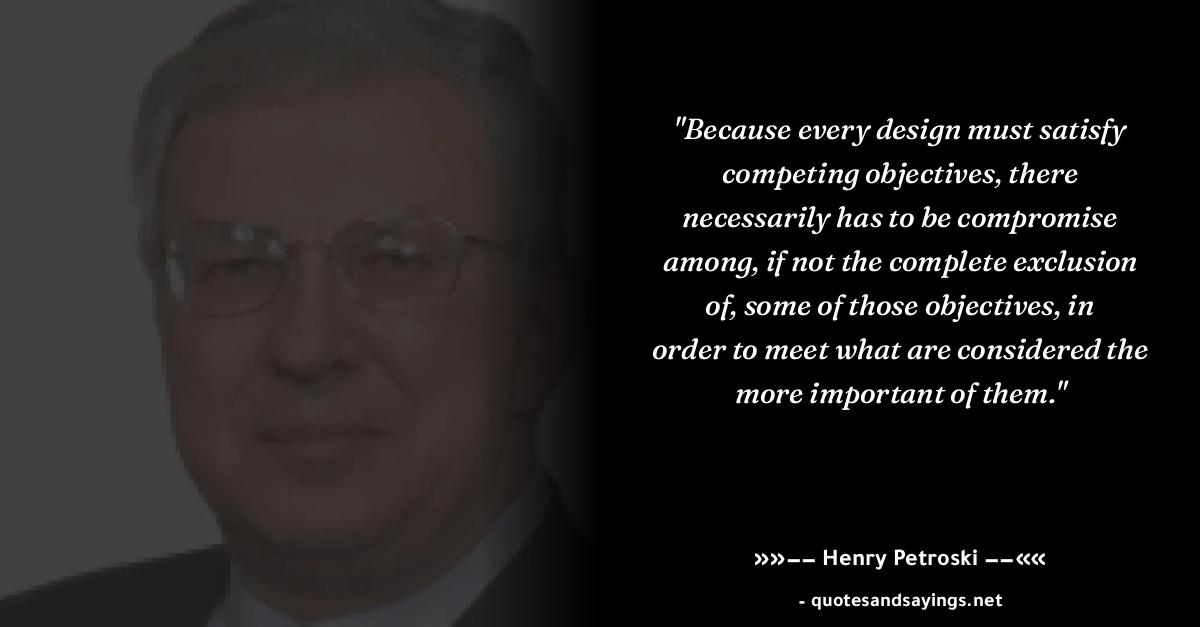 "Because every design must satisfy
competing objectives, there
necessarily has to be compromise
among, if not the complete exclusion
of, some of those objectives, in
order to meet what are considered the
more important of them."
»»–– Henry Petroski ––««
- quotesandsayings.net